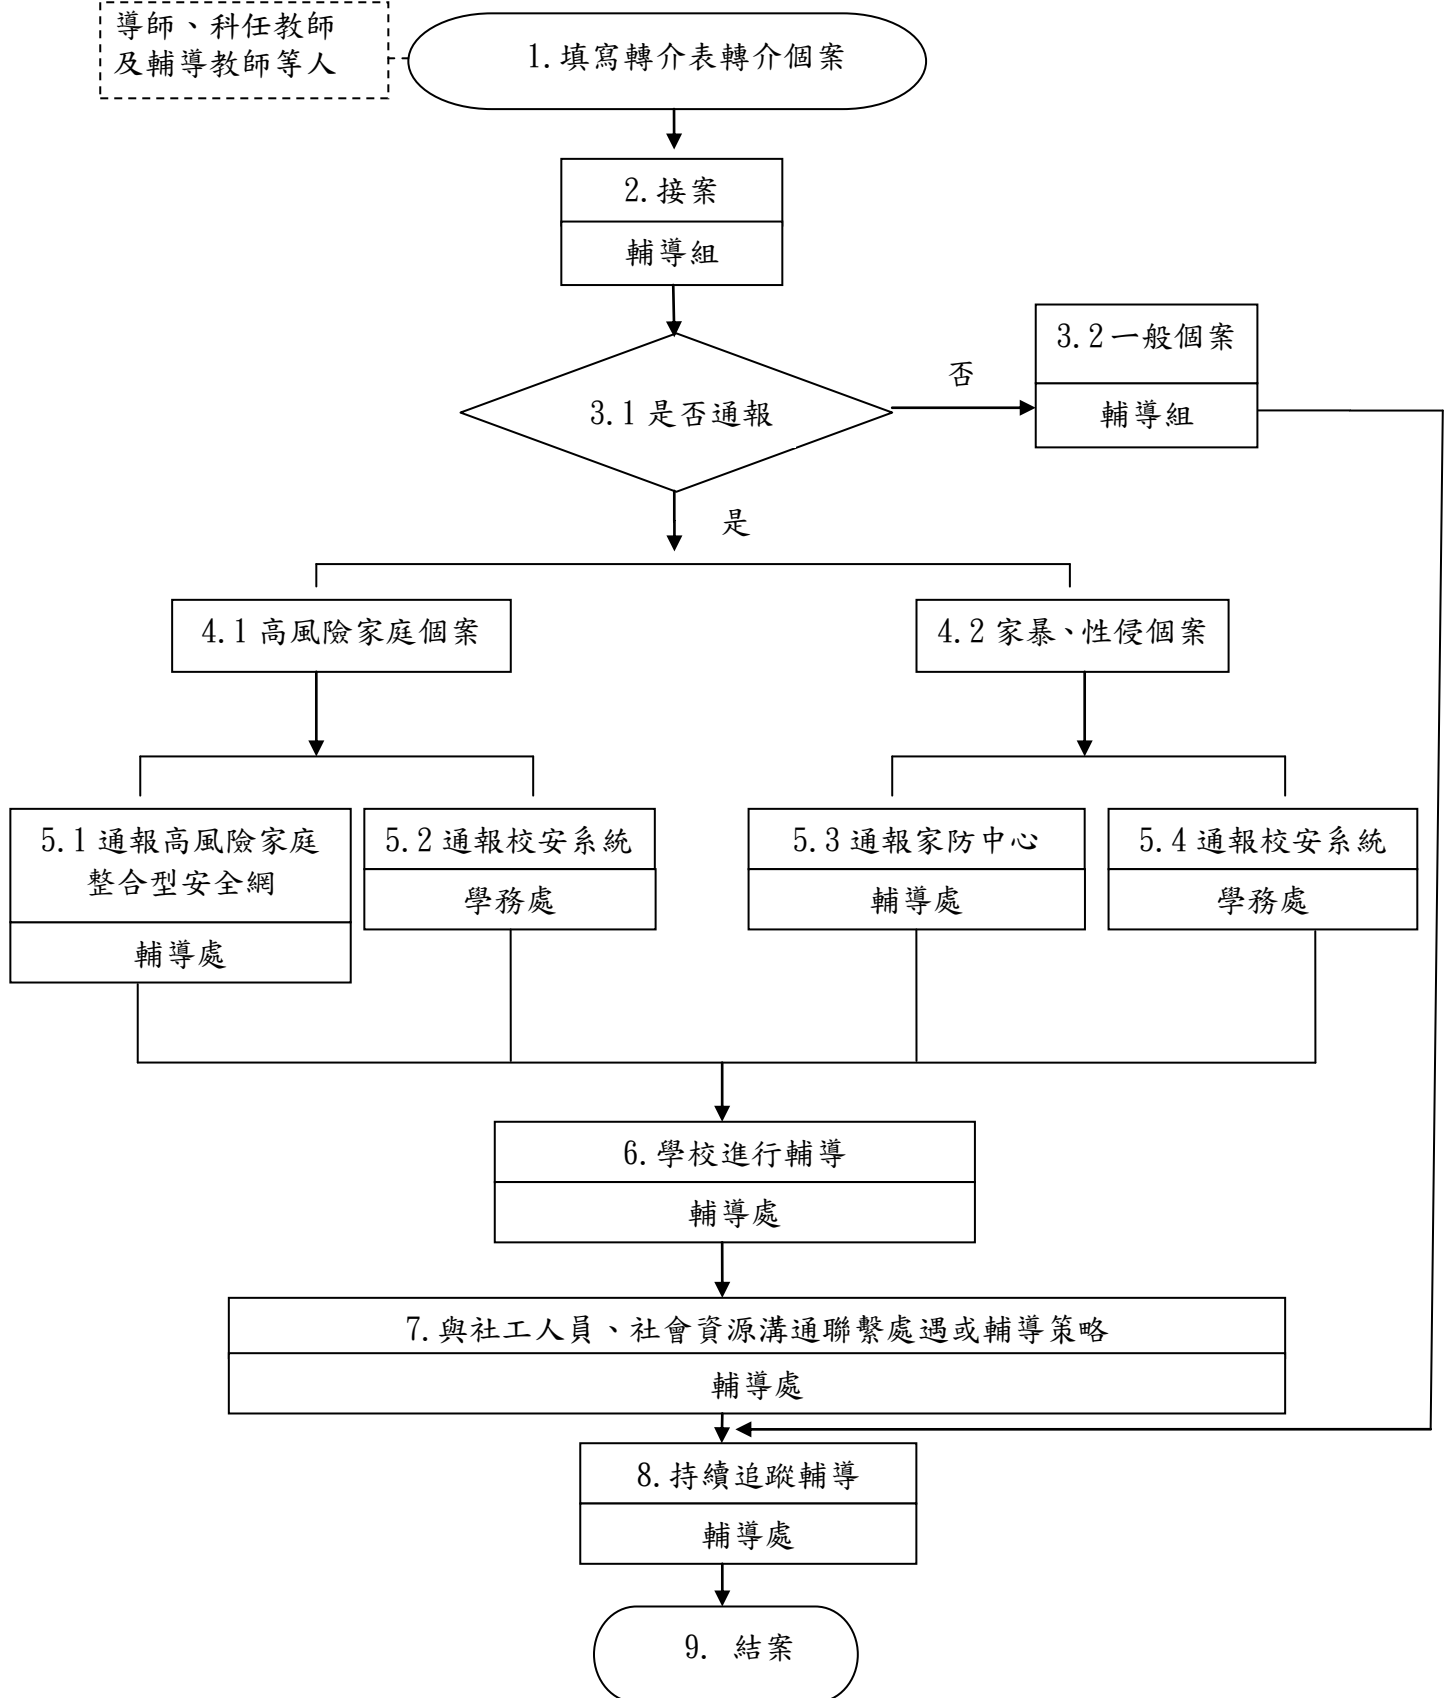 導師、科任教師
及輔導教師等人
1.填寫轉介表轉介個案
2.接案
輔導組
3.1是否通報
否
3.2一般個案
輔導組
是
4.1高風險家庭個案
4.2家暴、性侵個案
5.1通報高風險家庭
整合型安全網
輔導處
5.2通報校安系統
學務處
5.3通報家防中心
輔導處
5.4通報校安系統
學務處
6.學校進行輔導
輔導處
7.與社工人員、社會資源溝通聯繫處遇或輔導策略
輔導處
8.持續追蹤輔導
輔導處
9. 結案